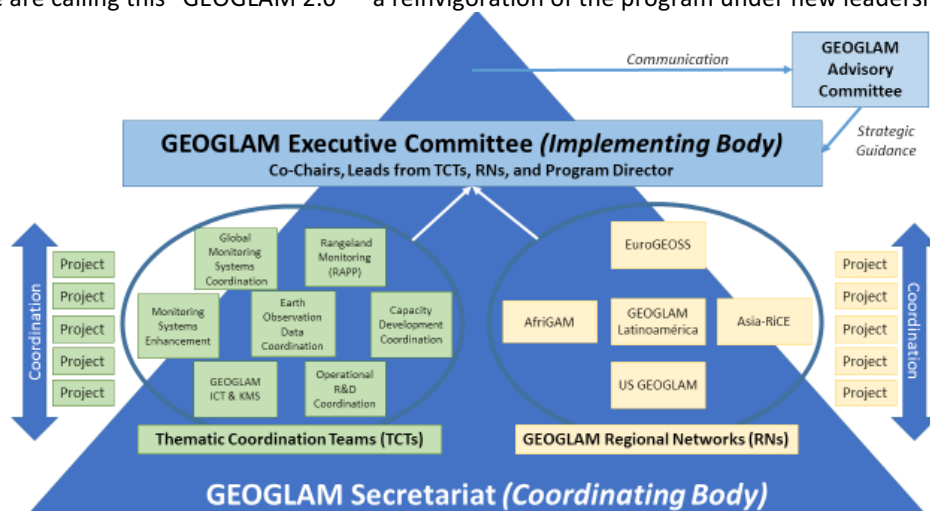 are calling this "GEOGLAM 2.0" – a reinvigoration of the program under new leadersh
Communication
GEOGLAM
Advisory
Committee
Strategic
Guidance
GEOGLAM Executive Committee (Implementing Body)
Co-Chairs, Leads from TCTs, RNs, and Program Director
Coordination
Project
Project
Project
Project
Project
Global
Monitoring
Systems
Coordination
Rangeland
Monitoring
(RAPP)
Monitoring
Systems
Enhancement
Earth
Observation
Data
Coordination
Capacity
Development
Coordination
GEOGLAM
ICT & KMS
Operational
R&D
Coordination
Thematic Coordination Teams (TCTs)
EuroGEOSS
AfriGAM
GEOGLAM
Latinoamérica
Asia-RiCE
US GEOGLAM
GEOGLAM Regional Networks (RNs)
Project
Project
Project
Project
Project
Coordination
GEOGLAM Secretariat (Coordinating Body)